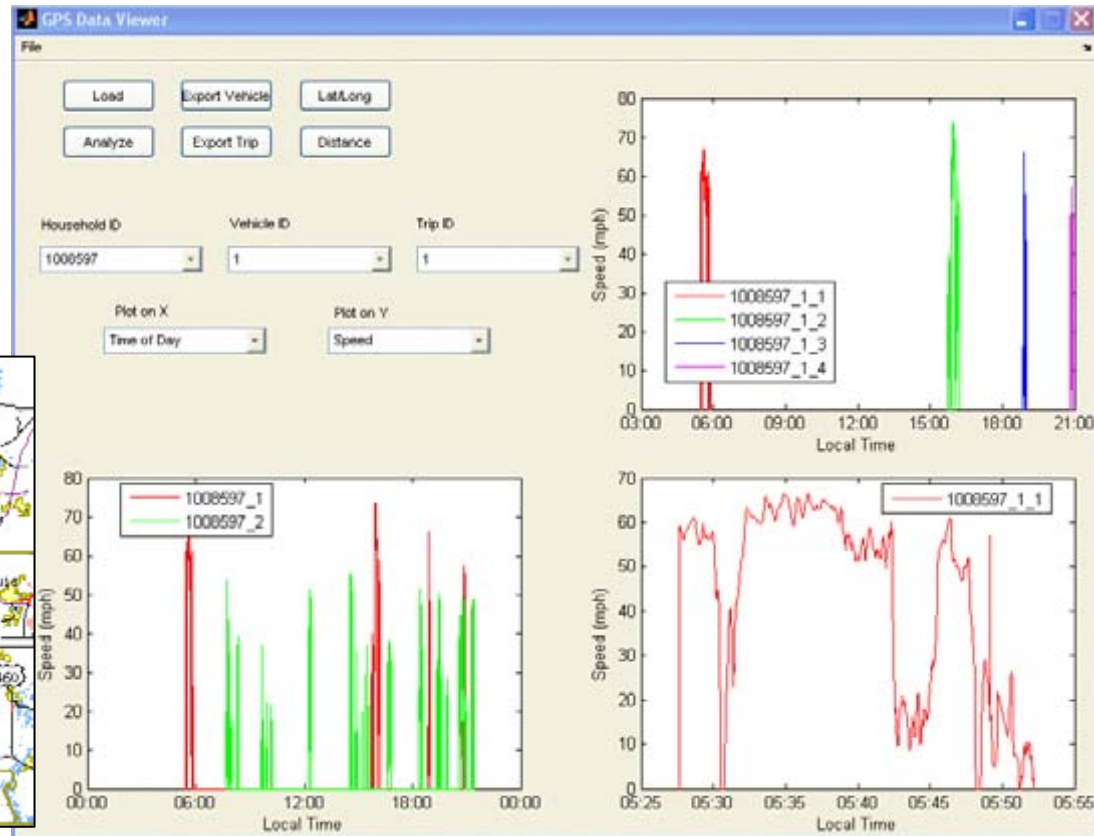 GPS Data Viewer
File
Load Export Vehicle Lat/Long
Analyze Export Trip Distance
Household ID Vehicle ID Trip ID
1008597 1 1
Plot on X Plot on Y
Time of Day Speed
80
70
60
50
40
30
20
10
0
Speed (mph)
1008597_1_1
1008597_1_2
1008597_1_3
1008597_1_4
03:00 06:00 09:00 12:00 15:00 18:00 21:00
Local Time
80
70
60
50
40
30
20
10
0
Speed (mph)
1008597_1
1008597_2
00:00 06:00 12:00 18:00 00:00
Local Time
70
60
50
40
30
20
10
0
Speed (mph)
1008597_1_1
05:25 05:30 05:35 05:40 05:45 05:50 05:55
Local Time